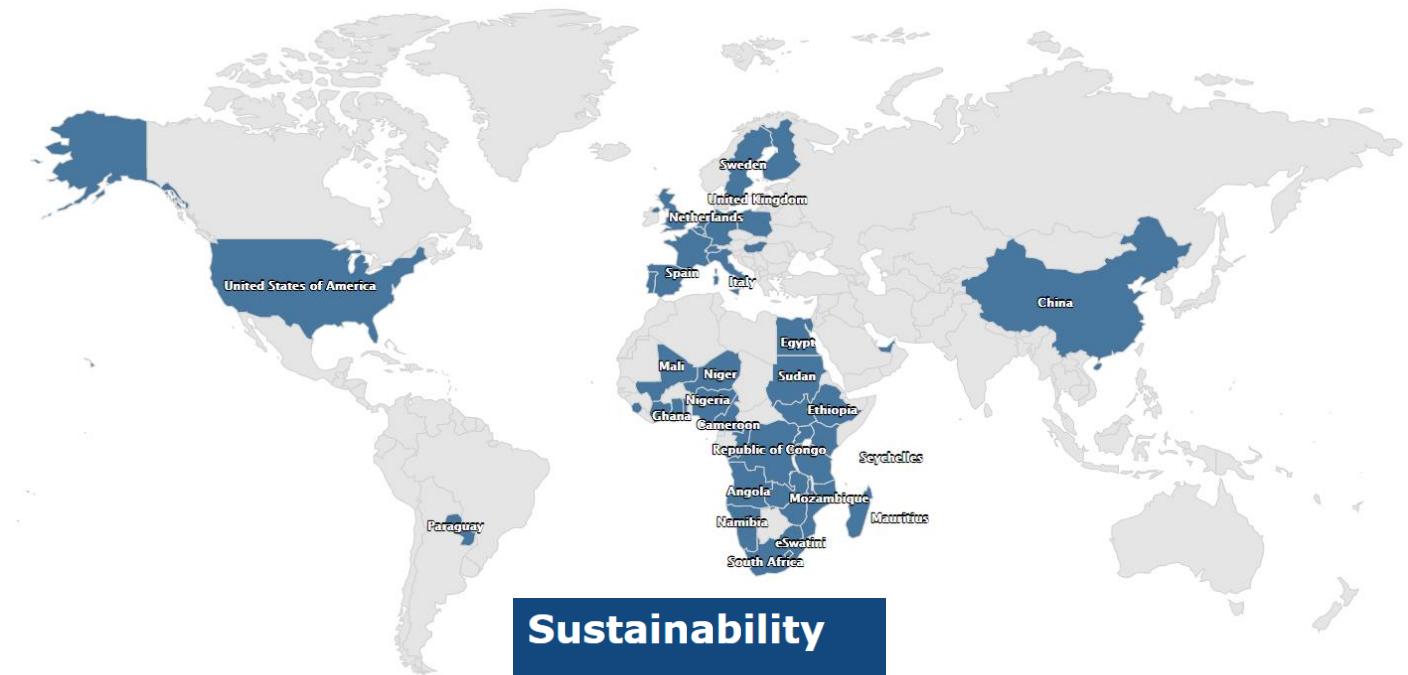 Sweden
United Kingdom
Netherlands
Spain
Italy
United States of America
China
Egypt
Mali
Niger
Sudan
Nigeria
Ethiopia
Ghana
Cameroon
Republic of Congo
Seychelles
Angola
Mozambique
Namibia
Mauritius
Paraguay
eSwatini
South Africa
Sustainability